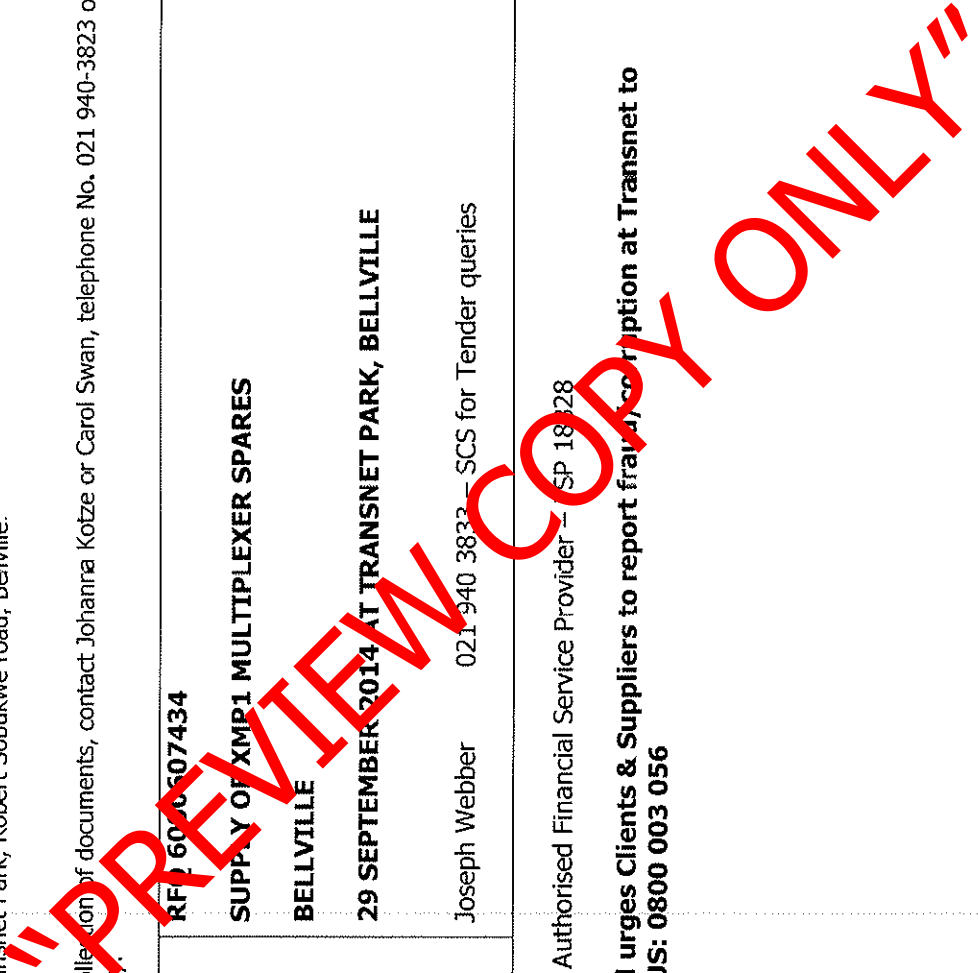 Park, Robert Sobukwe road, Bellville.
of documents, contact Johanna Kotze or Carol Swan, telephone No. 021 940-3823
RFQ 6000607434
SUPPLY OF XMP1 MULTIPLEXER SPARES
BELLVILLE
29 SEPTEMBER 2014 AT TRANSNET PARK, BELLVILLE
Joseph Webber 021 940 3833 – SCS for Tender queries
Authorised Financial Service Provider – FSP 18828
urges Clients & Suppliers to report fraud/corruption at Transnet to
US: 0800 003 056
"PREVIEW COPY ONLY"